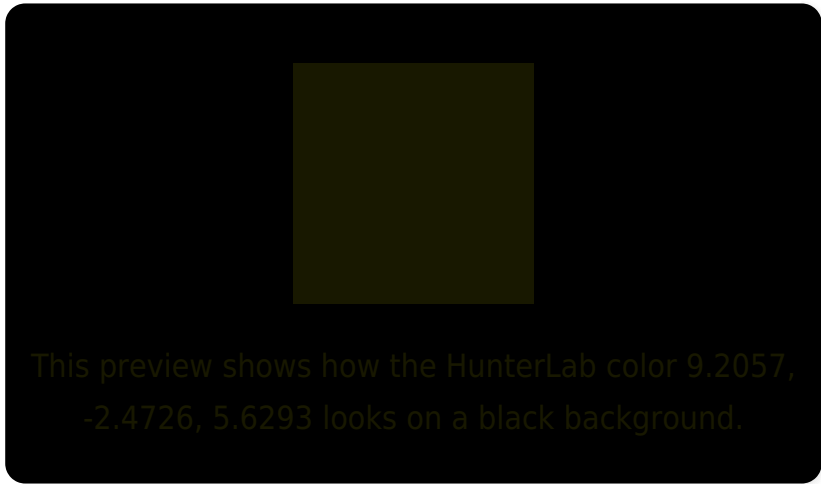 This preview shows how the HunterLab color 9.2057,
-2.4726, 5.6293 looks on a black background.